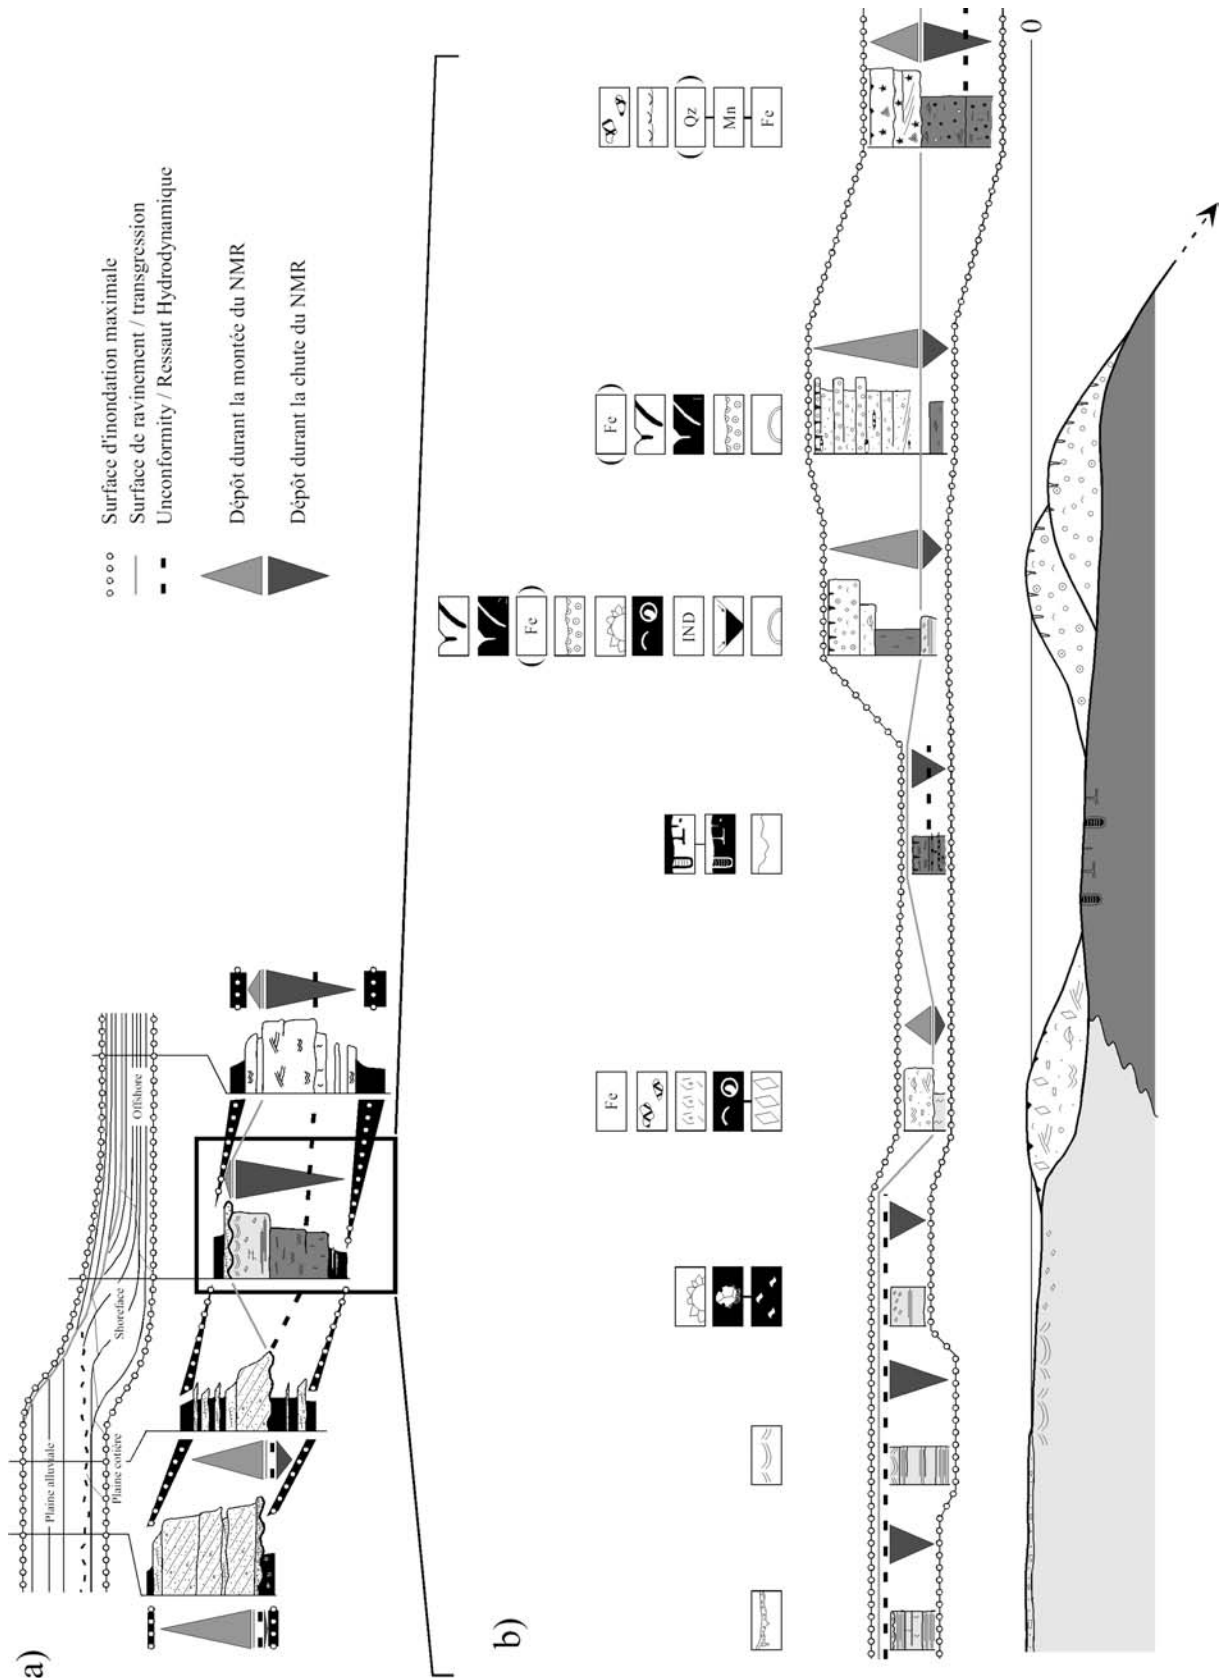 a)
Plaine alluviale
Plaine cotière
Shoreface
Offshore
Surface d'inondation maximale
Surface de ravinement / transgression
Unconformity / Ressaut Hydrodynamique
Dépôt durant la montée du NMR
Dépôt durant la chute du NMR
b)
Fe
Fe
IND
Fe
(Qz)
Mn
Fe
0